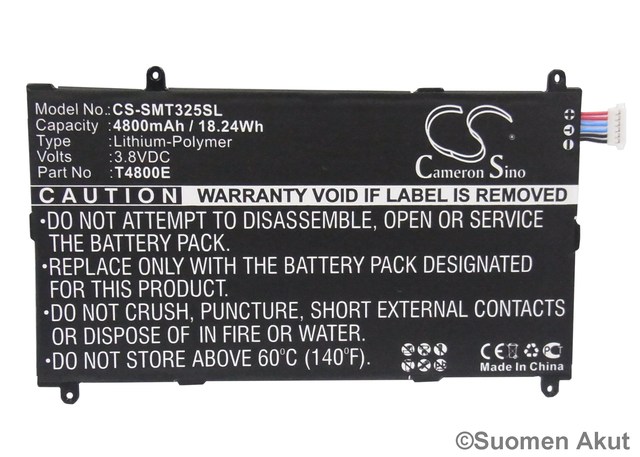 Model No.: CS-SMT325SL
Capacity : 4800mAh / 18.24Wh
Type : Lithium-Polymer
Volts : 3.8VDC
Part No : T4800E
CS
Cameron Sino
CAUTION WARRANTY VOID IF LABEL IS REMOVED
•DO NOT ATTEMPT TO DISASSEMBLE, OPEN OR SERVICE
THE BATTERY PACK.
•REPLACE ONLY WITH THE BATTERY PACK DESIGNATED
FOR THIS PRODUCT.
•DO NOT CRUSH, PUNCTURE, SHORT EXTERNAL CONTACTS
OR DISPOSE OF IN FIRE OR WATER.
•DO NOT STORE ABOVE 60°C (140°F).
CE
Made in China
©Suomen Akut